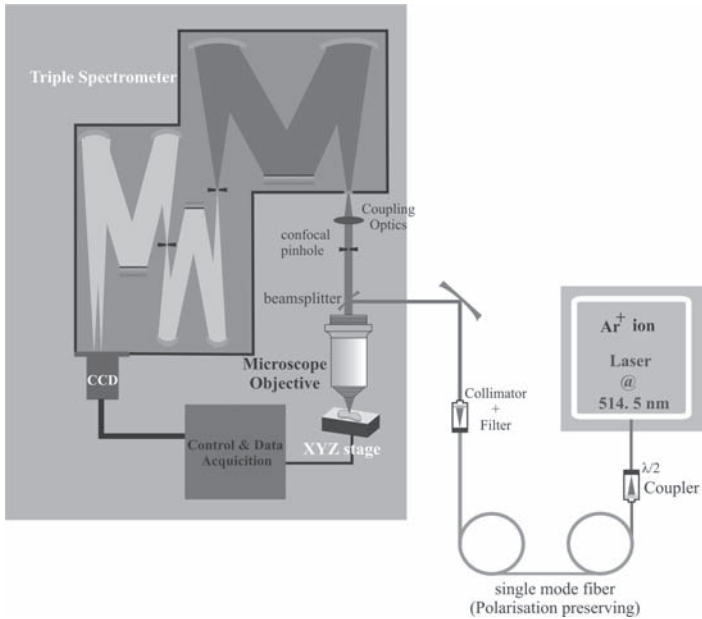 Triple Spectrometer
Coupling
Optics
confocal
pinhole
beamsplitter
Microscope
Objective
CCD
XYZ stage
Control & Data
Acquicition
Collimator
+
Filter
Ar+ ion
Laser
@
514. 5 nm
λ/2
Coupler
single mode fiber
(Polarisation preserving)